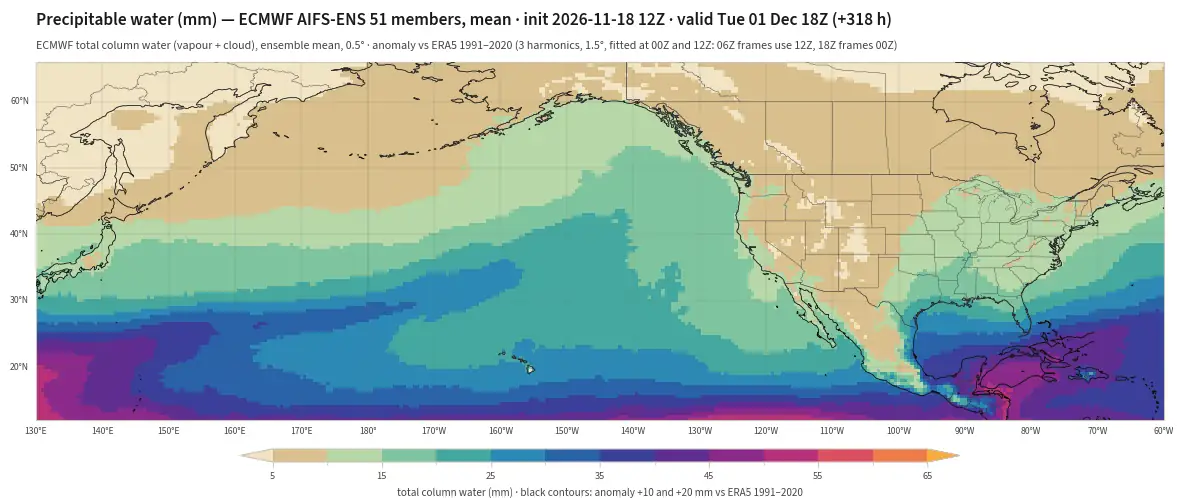 Precipitable water (mm) — ECMWF AIFS-ENS 51 members, mean · init 2026-11-18 12Z · valid Tue 01 Dec 18Z (+318 h)
ECMWF total column water (vapour + cloud), ensemble mean, 0.5° · anomaly vs ERA5 1991–2020 (3 harmonics, 1.5°, fitted at 00Z and 12Z: 06Z frames use 12Z, 18Z frames 00Z)
60°N
50°N
40°N
30°N
20°N
130°E 140°E 150°E 160°E 170°E 180° 170°W 160°W 150°W 140°W 130°W 120°W 110°W 100°W 90°W 80°W 70°W 60°W
5 15 25 35 45 55 65
total column water (mm) · black contours: anomaly +10 and +20 mm vs ERA5 1991–2020